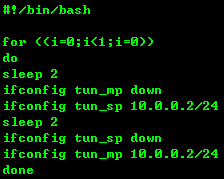 #!/bin/bash
for ((i=0;i<1;i=0))
do
sleep 2
ifconfig tun_mp down
ifconfig tun_sp 10.0.0.2/24
sleep 2
ifconfig tun_sp down
ifconfig tun_mp 10.0.0.2/24
done